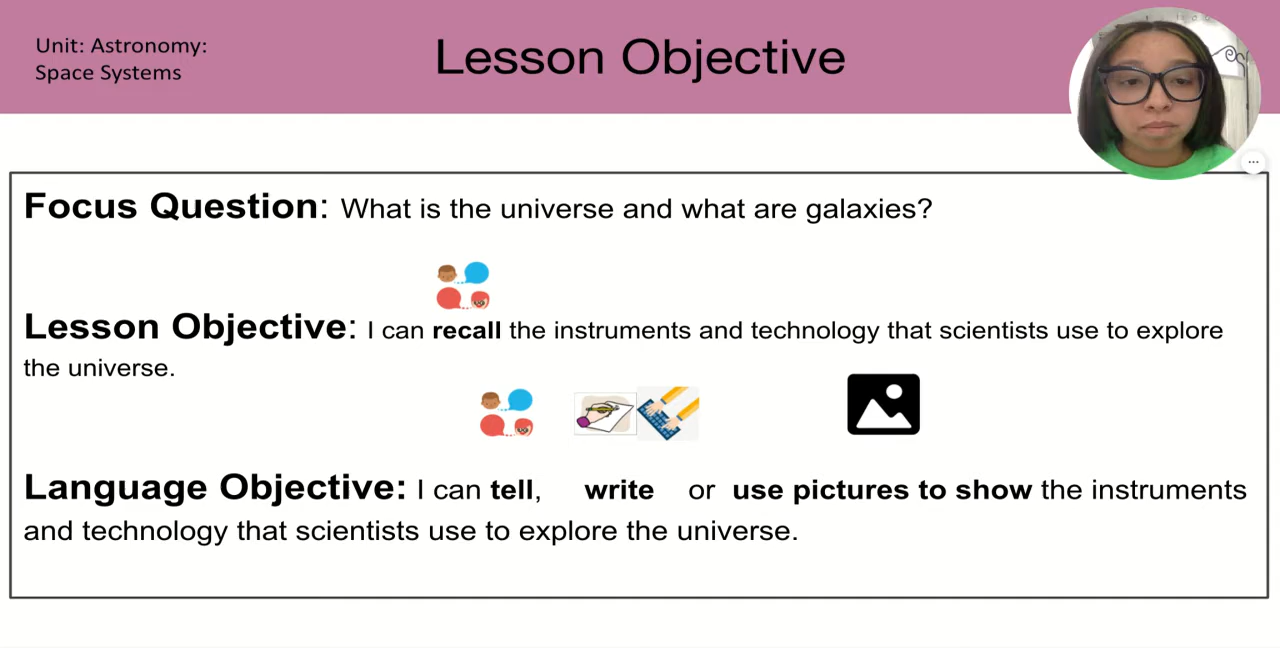 Unit: Astronomy:
Space Systems
Lesson Objective
Focus Question: What is the universe and what are galaxies?
Lesson Objective: I can recall the instruments and technology that scientists use to explore
the universe.
Language Objective: I can tell, write or use pictures to show the instruments
and technology that scientists use to explore the universe.